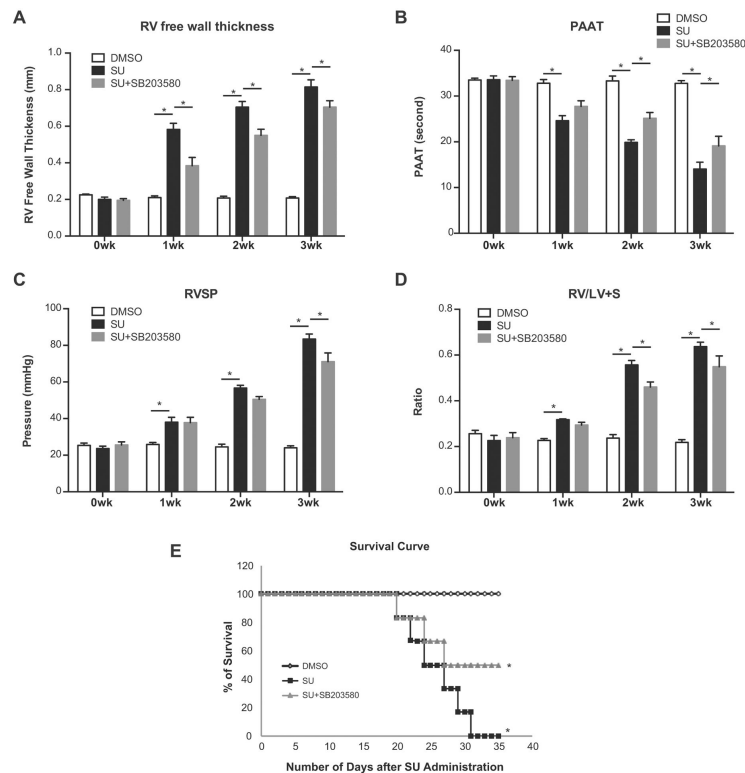 A
RV free wall thickness
DMSO
SU
SU+SB203580
RV Free Wall Thickenss (mm)
1.0
0.8
0.6
0.4
0.2
0.0
* * * * * *
0wk 1wk 2wk 3wk
B
PAAT
DMSO
SU
SU+SB203580
PAAT (second)
40
30
20
10
0
* * * * *
0wk 1wk 2wk 3wk
C
RVSP
DMSO
SU
SU+SB203580
Pressure (mmHg)
100
80
60
40
20
0
* * * *
0wk 1wk 2wk 3wk
D
RV/LV+S
DMSO
SU
SU+SB203580
Ratio
0.8
0.6
0.4
0.2
0.0
* * * * *
0wk 1wk 2wk 3wk
E
Survival Curve
% of Survival
120
100
80
60
40
20
0
DMSO
SU
SU+SB203580
*
*
0 5 10 15 20 25 30 35 40
Number of Days after SU Administration